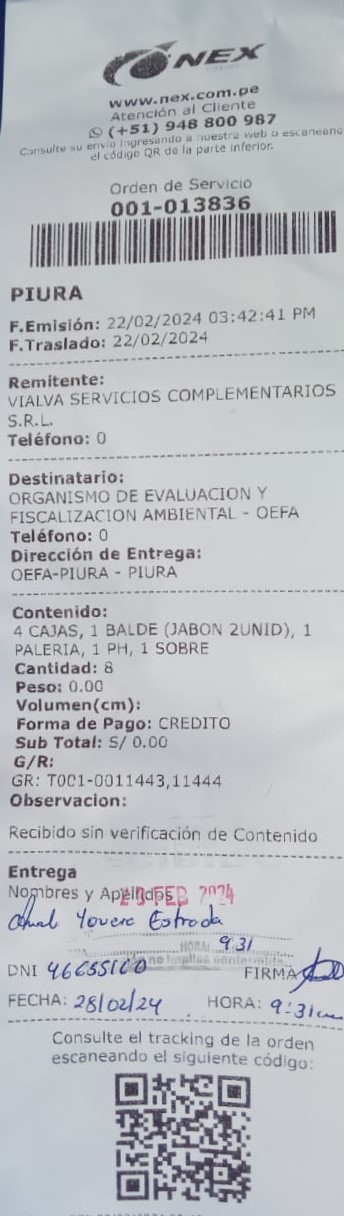 NEX
www.nex.com.pe
Atención al Cliente
(+51) 948 800 987
Consulte su envío ingresando a nuestra web o escaneando
el código QR de la parte inferior.
Orden de Servicio
001-013836
PIURA
F.Emisión: 22/02/2024 03:42:41 PM
F.Traslado: 22/02/2024
Remitente:
VIALVA SERVICIOS COMPLEMENTARIOS
S.R.L.
Teléfono: 0
Destinatario:
ORGANISMO DE EVALUACION Y
FISCALIZACION AMBIENTAL - OEFA
Teléfono: 0
Dirección de Entrega:
OEFA-PIURA - PIURA
Contenido:
4 CAJAS, 1 BALDE (JABON 2UNID), 1
PALERIA, 1 PH, 1 SOBRE
Cantidad: 8
Peso: 0.00
Volumen(cm):
Forma de Pago: CREDITO
Sub Total: S/ 0.00
G/R:
GR: T001-0011443,11444
Observacion:
Recibido sin verificación de Contenido
Entrega
Nombres y Apellidos
FEB 2024
Yovera Estrada
HORA: 9.31
no implica conformidad
DNI 46655160 FIRMA
FECHA: 28/02/24 HORA: 9:31
Consulte el tracking de la orden
escaneando el siguiente código: